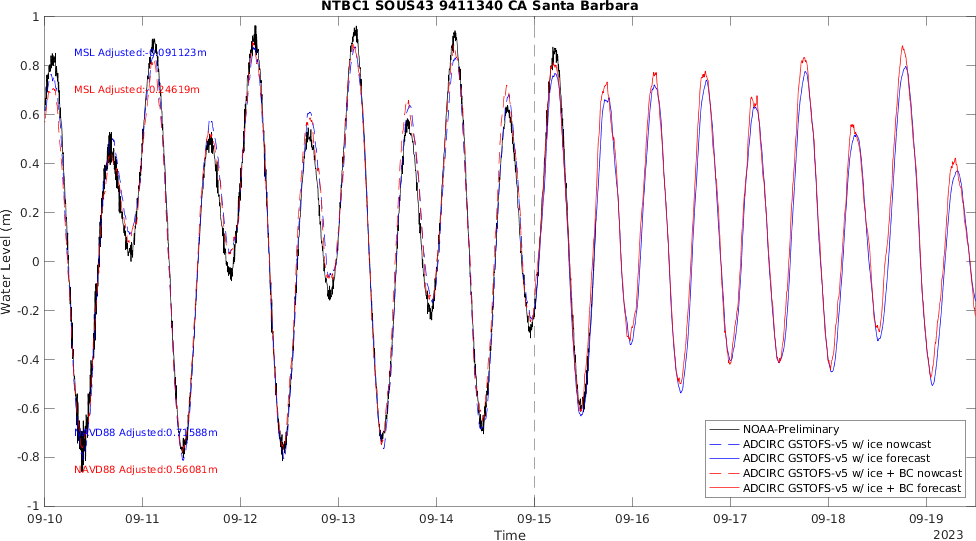 NTBC1 SOUS43 9411340 CA Santa Barbara
1
0.8
0.6
0.4
0.2
0
-0.2
-0.4
-0.6
-0.8
-1
Water Level (m)
MSL Adjusted:-0.091123m
MSL Adjusted:-0.24619m
NAVD88 Adjusted:0.71588m
NAVD88 Adjusted:0.56081m
NOAA-Preliminary
ADCIRC GSTOFS-v5 w/ ice nowcast
ADCIRC GSTOFS-v5 w/ ice forecast
ADCIRC GSTOFS-v5 w/ ice + BC nowcast
ADCIRC GSTOFS-v5 w/ ice + BC forecast
09-10 09-11 09-12 09-13 09-14 09-15 09-16 09-17 09-18 09-19
Time
2023